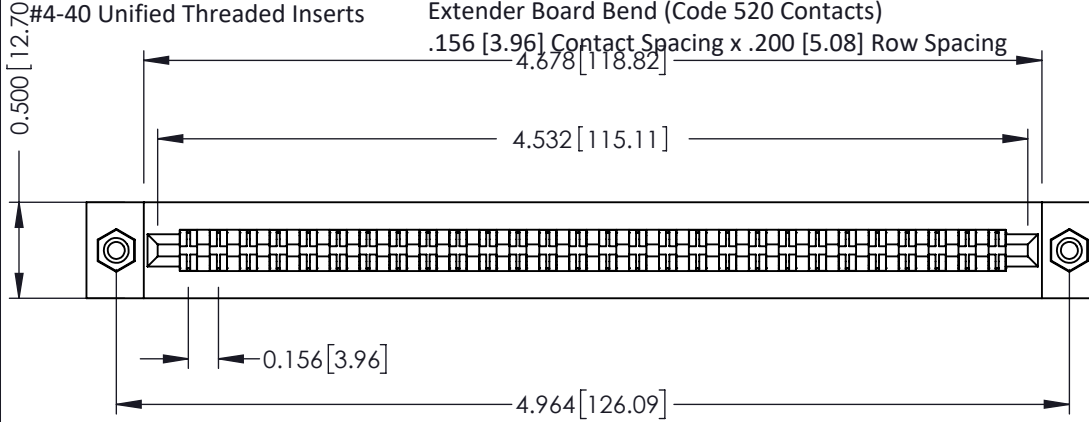 #4-40 Unified Threaded Inserts
Extender Board Bend (Code 520 Contacts)
.156 [3.96] Contact Spacing x .200 [5.08] Row Spacing
0.500 [12.70]
4.678[118.82]
4.532[115.11]
0.156[3.96]
4.964[126.09]